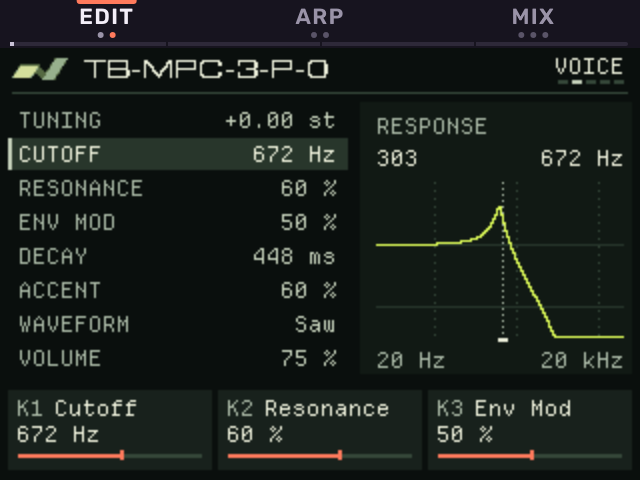 EDIT ARP MIX
TB-MPC-3-P-O VOICE
TUNING +0.00 st
CUTOFF 672 Hz
RESONANCE 60 %
ENV MOD 50 %
DECAY 448 ms
ACCENT 60 %
WAVEFORM Saw
VOLUME 75 %
RESPONSE
303 672 Hz
20 Hz 20 kHz
K1 Cutoff
672 Hz
K2 Resonance
60 %
K3 Env Mod
50 %